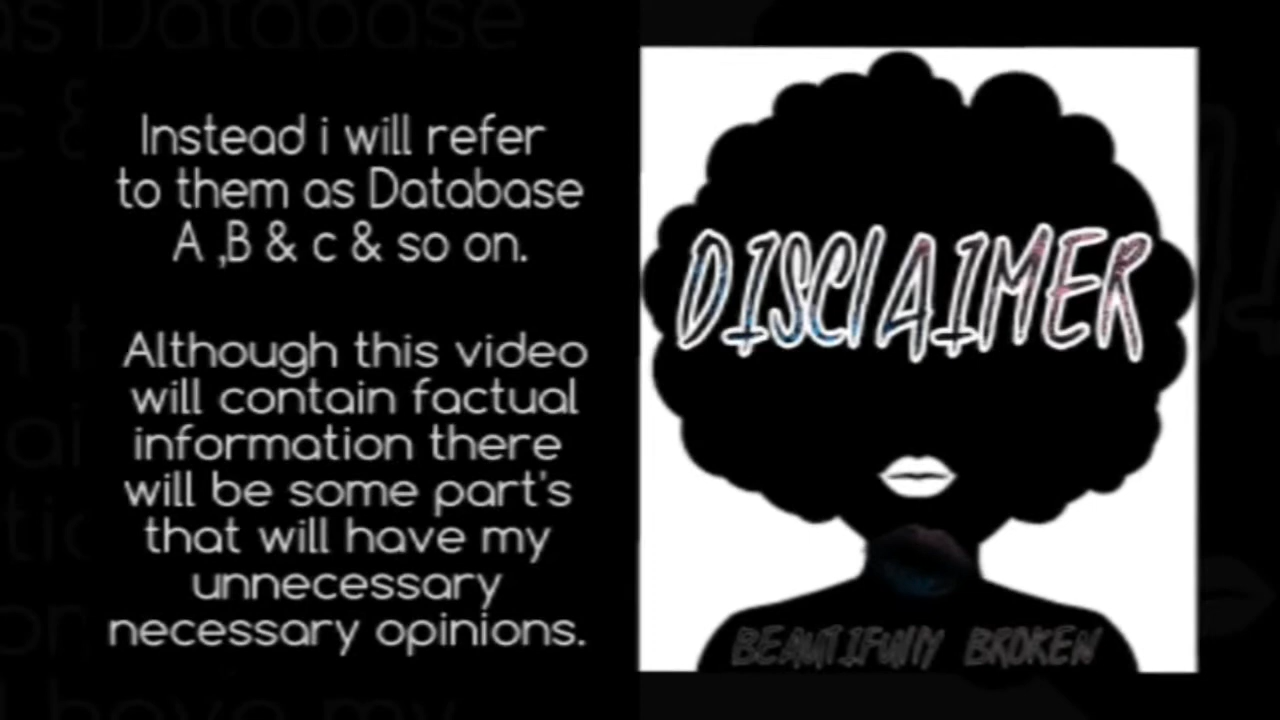 Instead i will refer
to them as Database
A ,B & c & so on.
Although this video
will contain factual
information there
will be some part's
that will have my
unnecessary
necessary opinions.
DISCLAIMER
BEAUTIFULLY BROKEN